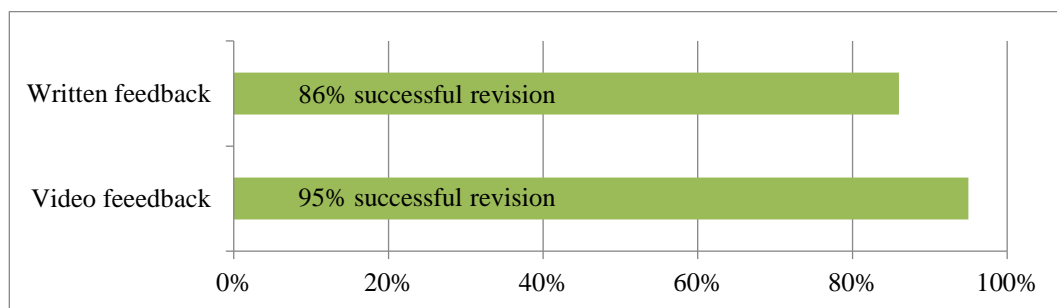 Written feedback
86% successful revision
Video feeedback
95% successful revision
0%
20%
40%
60%
80%
100%